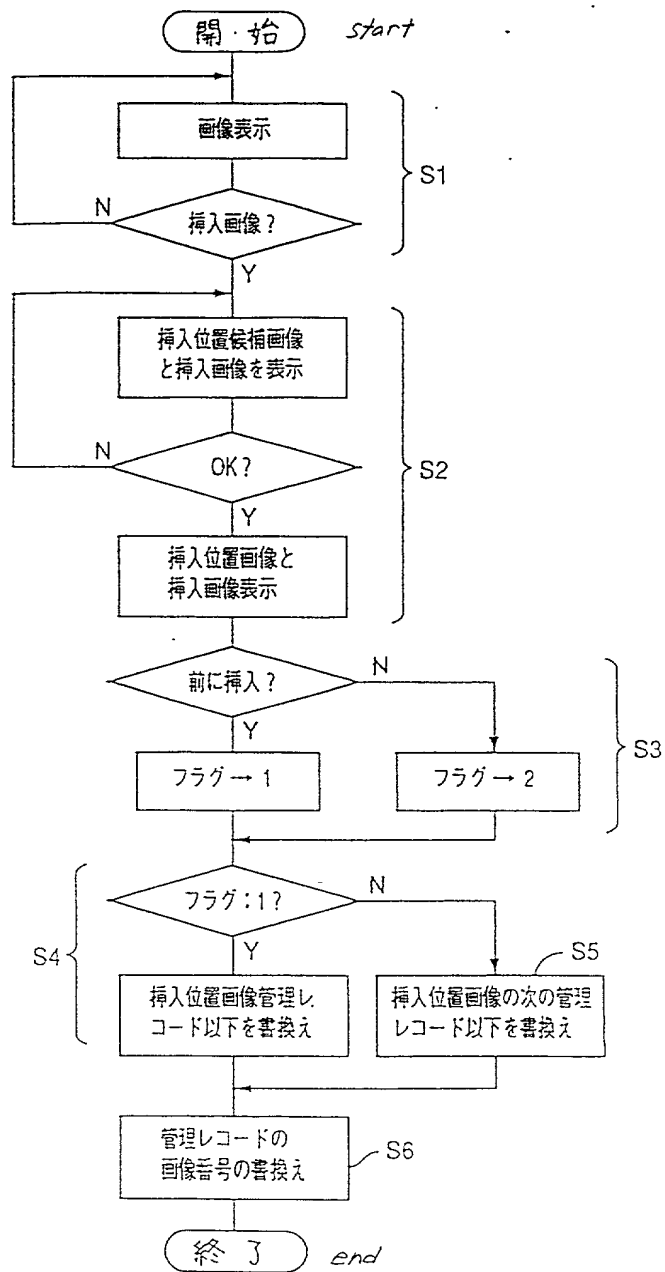 開・始 start
画像表示
S1
N
挿入画像?
Y
挿入位置候補画像
と挿入画像を表示
N
OK?
S2
Y
挿入位置画像と
挿入画像表示
前に挿入?
N
Y
S3
フラグ→ 1
フラグ→ 2
フラグ:1?
N
S4
Y
S5
挿入位置画像管理レ
コード以下を書換え
挿入位置画像の次の管理
レコード以下を書換え
管理レコードの
画像番号の書換え
S6
終了 end